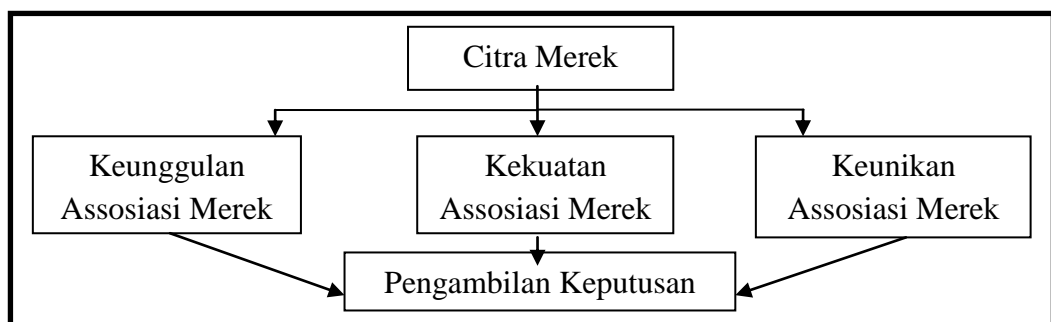 Citra Merek
Keunggulan
Assosiasi Merek
Kekuatan
Assosiasi Merek
Keunikan
Assosiasi Merek
Pengambilan Keputusan